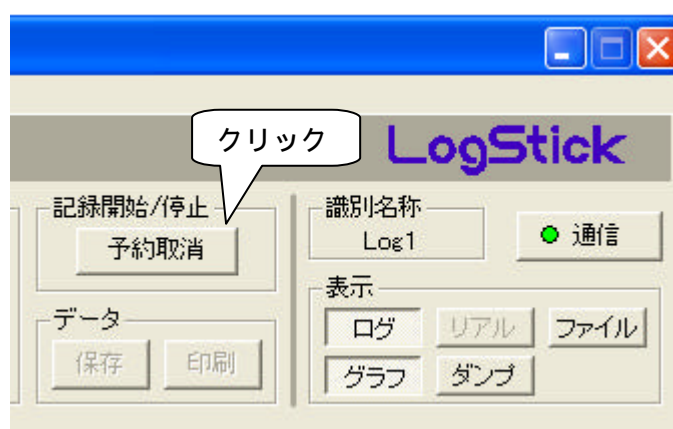 クリック
LogStick
記録開始/停止
予約取消
識別名称
Log1
通信
データ
保存
印刷
表示
ログ
リアル
ファイル
グラフ
ダンプ